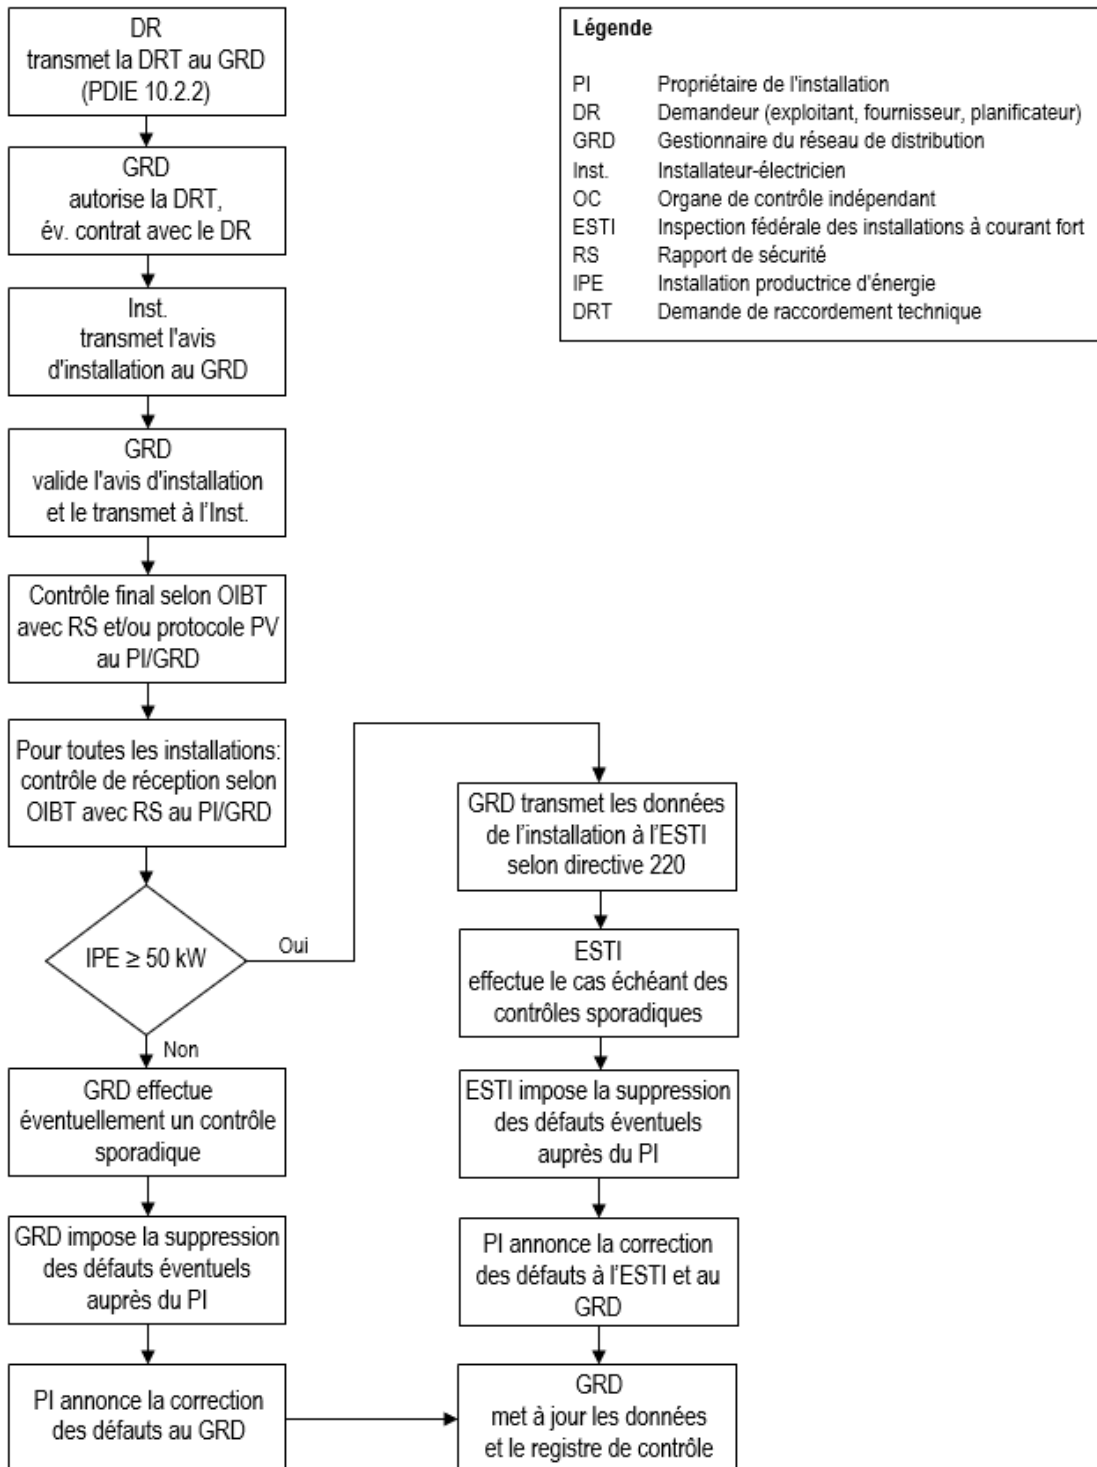 DR
transmet la DRT au GRD
(PDIE 10.2.2)
GRD
autorise la DRT,
év. contrat avec le DR
Inst.
transmet l'avis
d'installation au GRD
GRD
valide l'avis d'installation
et le transmet à l'Inst.
Contrôle final selon OIBT
avec RS et/ou protocole PV
au PI/GRD
Pour toutes les installations:
contrôle de réception selon
OIBT avec RS au PI/GRD
IPE ≥ 50 kW
Oui
Non
GRD effectue
éventuellement un contrôle
sporadique
GRD impose la suppression
des défauts éventuels
auprès du PI
PI annonce la correction
des défauts au GRD
GRD transmet les données
de l'installation à l'ESTI
selon directive 220
ESTI
effectue le cas échéant des
contrôles sporadiques
ESTI impose la suppression
des défauts éventuels
auprès du PI
PI annonce la correction
des défauts à l'ESTI et au
GRD
GRD
met à jour les données
et le registre de contrôle
Légende
PI Propriétaire de l'installation
DR Demandeur (exploitant, fournisseur, planificateur)
GRD Gestionnaire du réseau de distribution
Inst. Installateur-électricien
OC Organe de contrôle indépendant
ESTI Inspection fédérale des installations à courant fort
RS Rapport de sécurité
IPE Installation productrice d'énergie
DRT Demande de raccordement technique